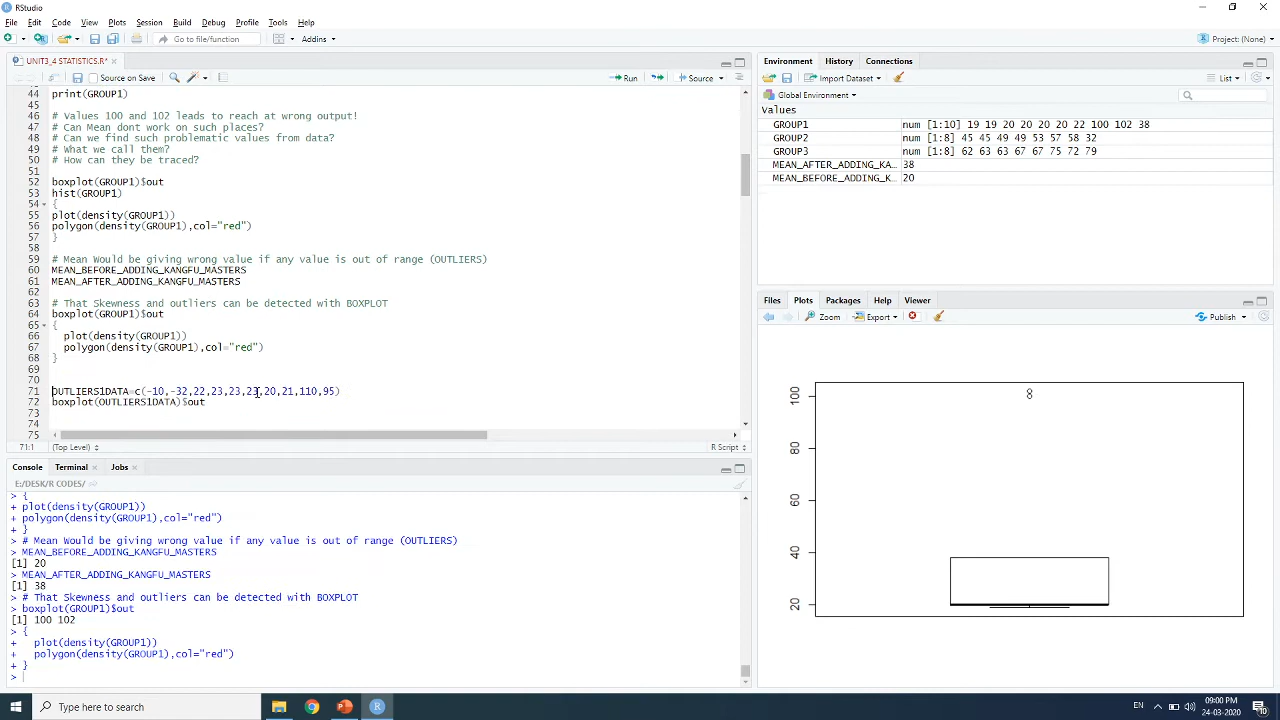 RStudio
File Edit Code View Plots Session Build Debug Profile Tools Help
Go to file/function
Addins
Project: (None)
UNIT3_4 STATISTICS.R*
Source on Save
Run
Source
44 print(GROUP1)
45
46 # Values 100 and 102 leads to reach at wrong output!
47 # Can Mean dont work on such places?
48 # Can we find such problematic values from data?
49 # What we call them?
50 # How can they be traced?
51
52 boxplot(GROUP1)$out
53 hist(GROUP1)
54 {
55 plot(density(GROUP1))
56 polygon(density(GROUP1),col="red")
57 }
58
59 # Mean Would be giving wrong value if any value is out of range (OUTLIERS)
60 MEAN_BEFORE_ADDING_KANGFU_MASTERS
61 MEAN_AFTER_ADDING_KANGFU_MASTERS
62
63 # That Skewness and outliers can be detected with BOXPLOT
64 boxplot(GROUP1)$out
65 {
66 plot(density(GROUP1))
67 polygon(density(GROUP1),col="red")
68 }
69
70
71 OUTLIERS1DATA=c(-10,-32,22,23,23,23,20,21,110,95)
72 boxplot(OUTLIERS1DATA)$out
73
74
75
71:1 (Top Level) R Script
Console Terminal Jobs
E:/DESK/R CODES/
> {
+ plot(density(GROUP1))
+ polygon(density(GROUP1),col="red")
+ }
> # Mean Would be giving wrong value if any value is out of range (OUTLIERS)
> MEAN_BEFORE_ADDING_KANGFU_MASTERS
[1] 20
> MEAN_AFTER_ADDING_KANGFU_MASTERS
[1] 38
> # That Skewness and outliers can be detected with BOXPLOT
> boxplot(GROUP1)$out
[1] 100 102
> {
+ plot(density(GROUP1))
+ polygon(density(GROUP1),col="red")
+ }
>
Environment History Connections
Import Dataset
List
Global Environment
Values
GROUP1 num [1:10] 19 19 20 20 20 20 22 100 102 38
GROUP2 num [1:8] 45 45 49 49 53 57 58 32
GROUP3 num [1:8] 62 63 63 67 67 75 72 79
MEAN_AFTER_ADDING_KA… 38
MEAN_BEFORE_ADDING_K… 20
Files Plots Packages Help Viewer
Zoom Export Publish
100
80
60
40
20
Type here to search
EN
09:00 PM
24-03-2020